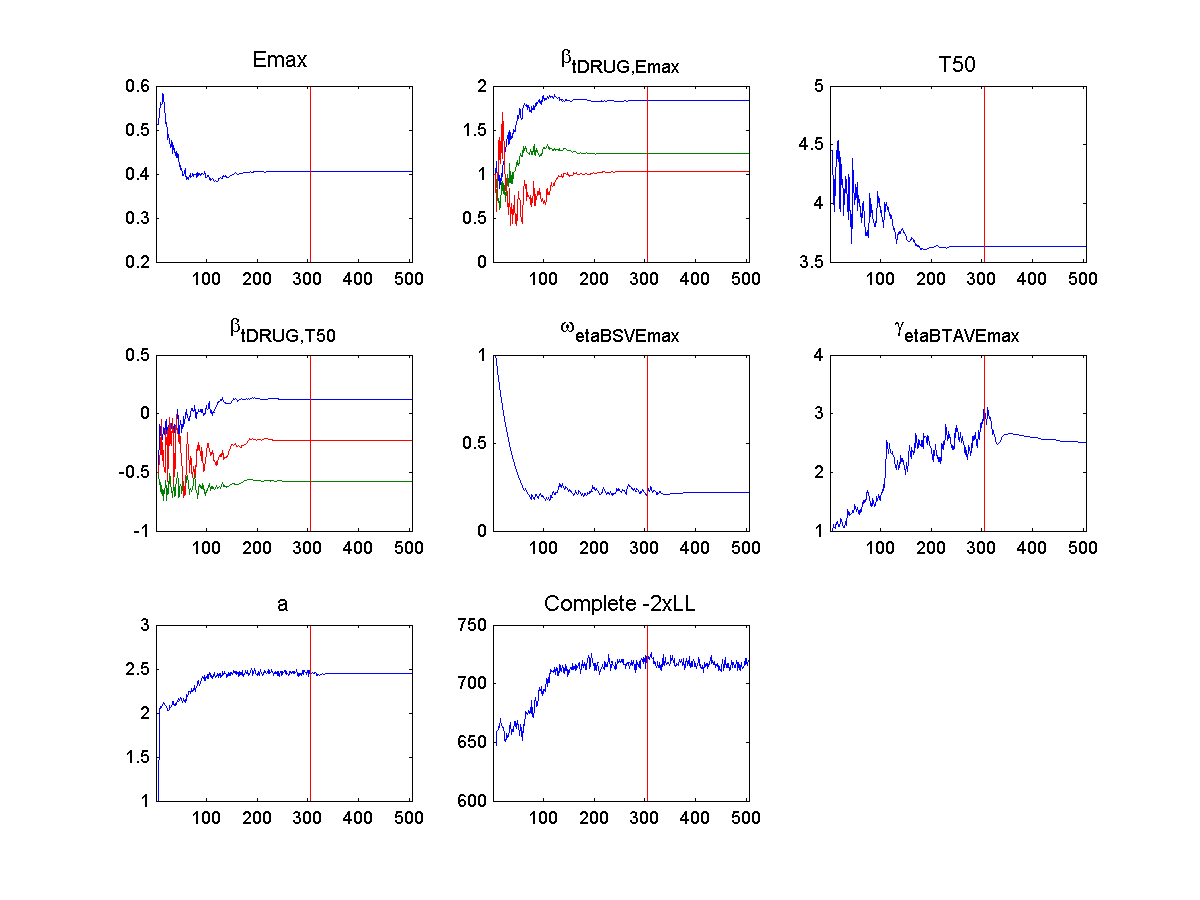 Emax
β tDRUG,Emax
T50
0.6
0.5
0.4
0.3
0.2
100 200 300 400 500
2
1.5
1
0.5
0
100 200 300 400 500
5
4.5
4
3.5
100 200 300 400 500
β tDRUG,T50
ω etaBSVEmax
γ etaBTAVEmax
0.5
0
-0.5
-1
100 200 300 400 500
1
0.5
0
100 200 300 400 500
4
3
2
1
100 200 300 400 500
a
Complete -2xLL
3
2.5
2
1.5
1
100 200 300 400 500
750
700
650
600
100 200 300 400 500